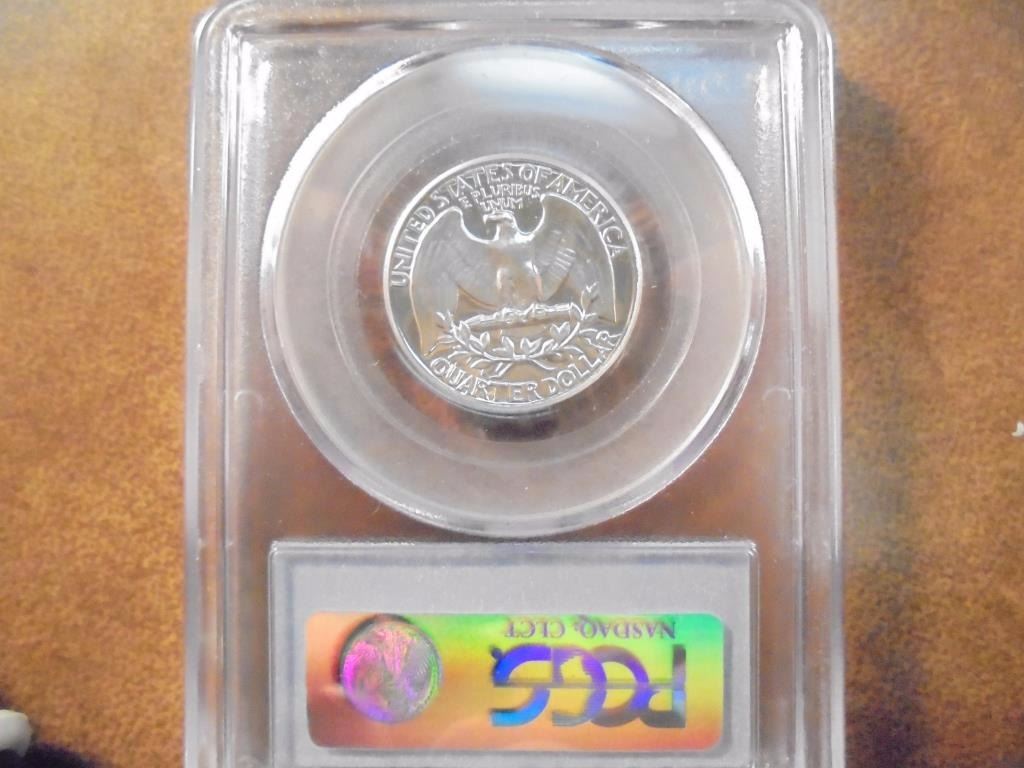 UNITED STATES OF AMERICA
E PLURIBUS
UNUM
QUARTER DOLLAR
NASDAQ: CLCT
PCGS